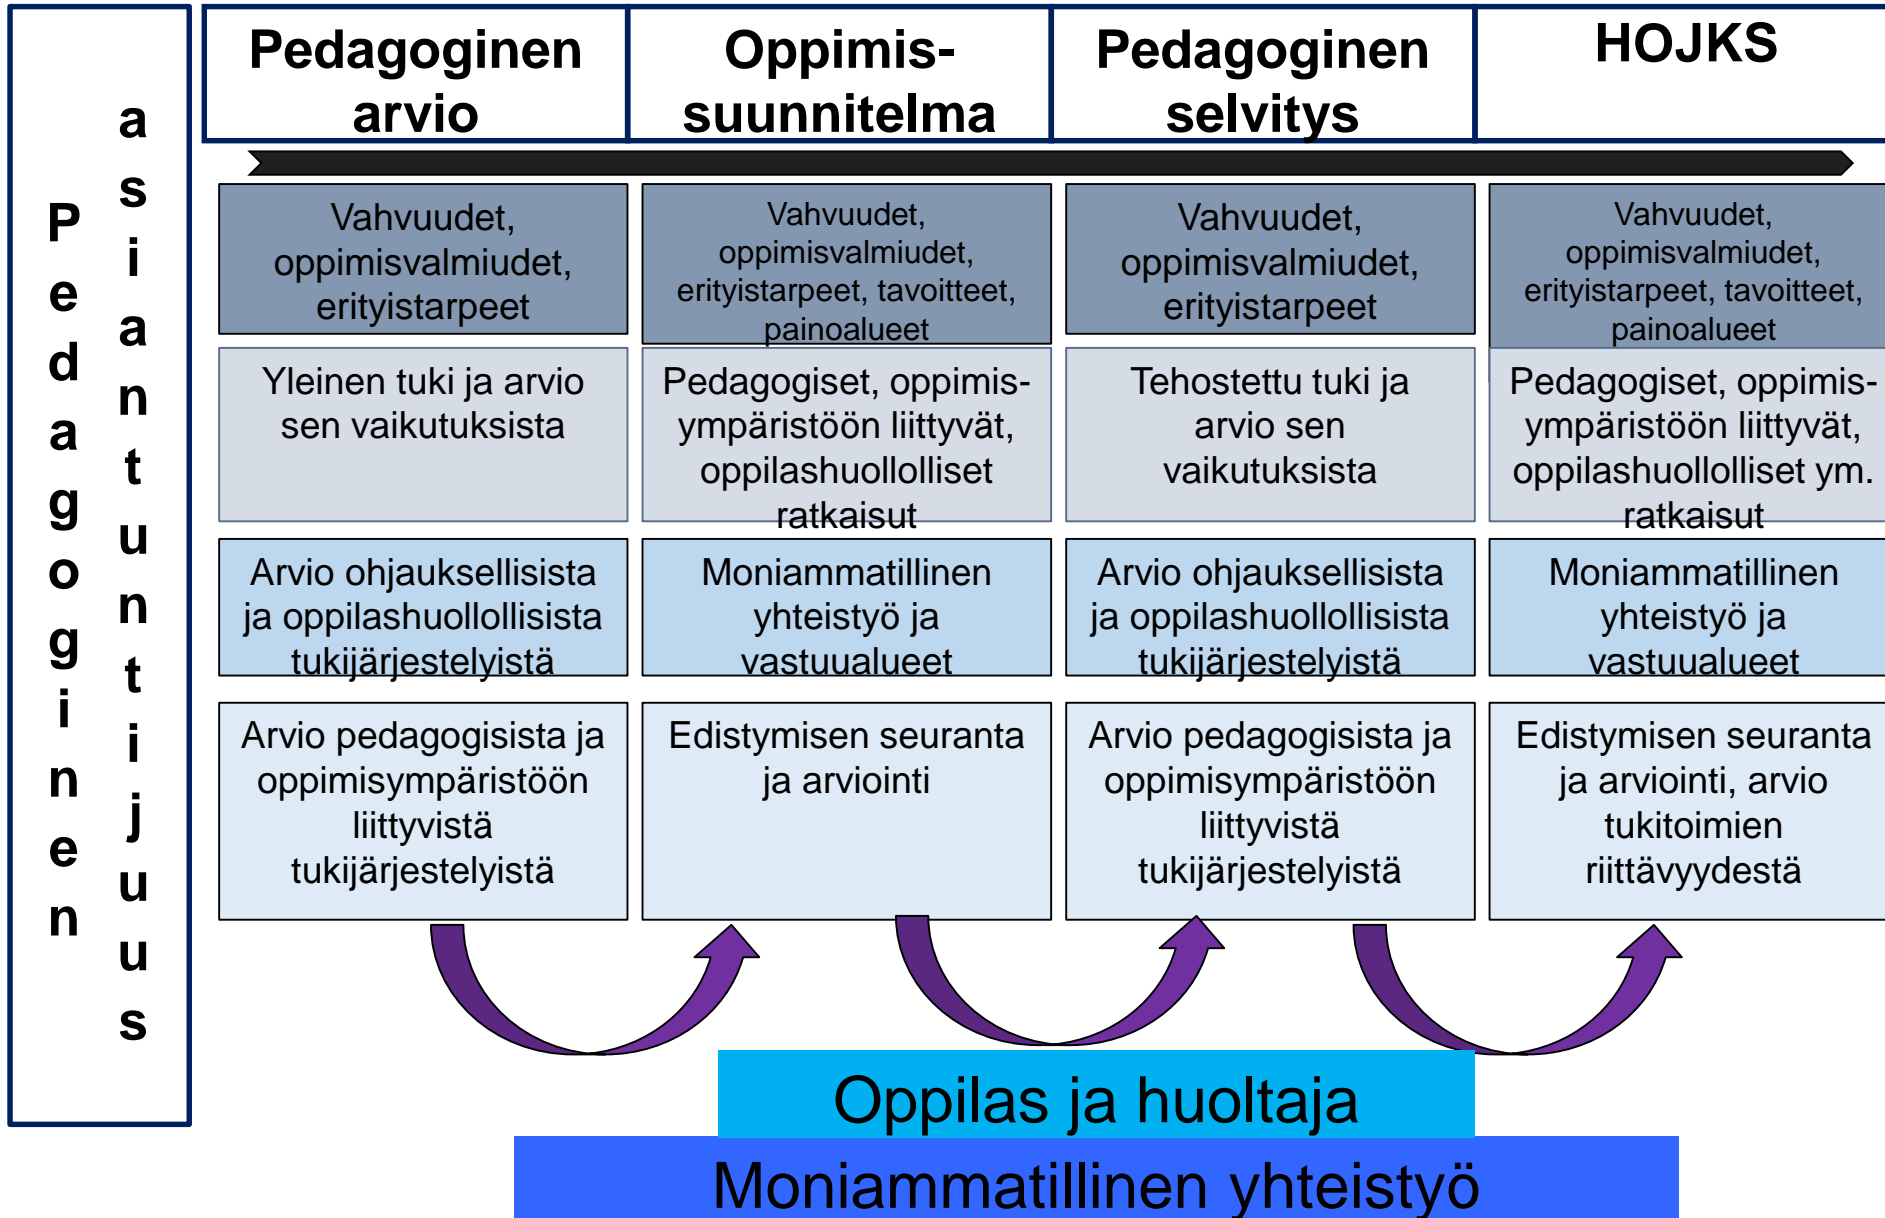 Pedagoginen
asiantuntijuus
Pedagoginen
arvio
Oppimis-
suunnitelma
Pedagoginen
selvitys
HOJKS
Vahvuudet,
oppimisvalmiudet,
erityistarpeet
Vahvuudet,
oppimisvalmiudet,
erityistarpeet, tavoitteet,
painoalueet
Vahvuudet,
oppimisvalmiudet,
erityistarpeet
Vahvuudet,
oppimisvalmiudet,
erityistarpeet, tavoitteet,
painoalueet
Yleinen tuki ja arvio
sen vaikutuksista
Pedagogiset, oppimis-
ympäristöön liittyvät,
oppilashuollolliset
ratkaisut
Tehostettu tuki ja
arvio sen
vaikutuksista
Pedagogiset, oppimis-
ympäristöön liittyvät,
oppilashuollolliset ym.
ratkaisut
Arvio ohjauksellisista
ja oppilashuollollisista
tukijärjestelyistä
Moniammatillinen
yhteistyö ja
vastuualueet
Arvio ohjauksellisista
ja oppilashuollollisista
tukijärjestelyistä
Moniammatillinen
yhteistyö ja
vastuualueet
Arvio pedagogisista ja
oppimisympäristöön
liittyvistä
tukijärjestelyistä
Edistymisen seuranta
ja arviointi
Arvio pedagogisista ja
oppimisympäristöön
liittyvistä
tukijärjestelyistä
Edistymisen seuranta
ja arviointi, arvio
tukitoimien
riittävyydestä
Oppilas ja huoltaja
Moniammatillinen yhteistyö